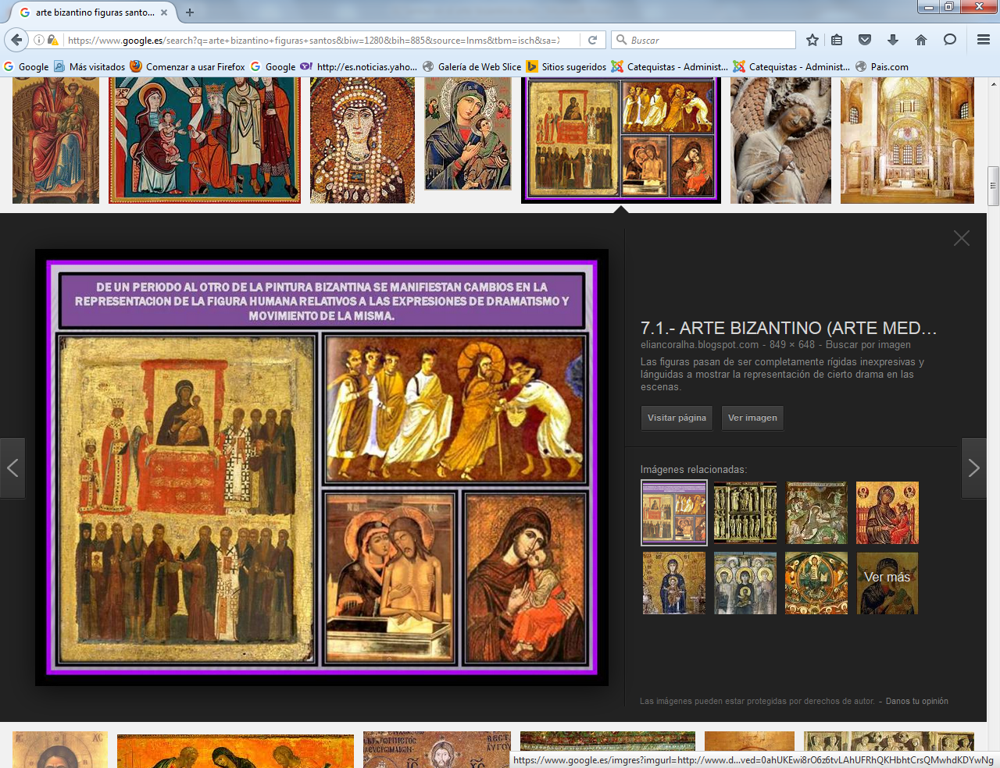 arte bizantino figuras santo...
https://www.google.es/search?q=arte+bizantino+figuras+santos&biw=1280&bih=885&source=lnms&tbm=isch&sa=X
Buscar
Google
Más visitados
Comenzar a usar Firefox
Google
http://es.noticias.yaho...
Galería de Web Slice
Sitios sugeridos
Catequistas - Administ...
Catequistas - Administ...
Pais.com
DE UN PERIODO AL OTRO DE LA PINTURA BIZANTINA SE MANIFIESTAN CAMBIOS EN LA
REPRESENTACION DE LA FIGURA HUMANA RELATIVOS A LAS EXPRESIONES DE DRAMATISMO Y
MOVIMIENTO DE LA MISMA.
7.1.- ARTE BIZANTINO (ARTE MED...
eliancoralha.blogspot.com - 849 × 648 - Buscar por imagen
Las figuras pasan de ser completamente rígidas inexpresivas y
lánguidas a mostrar la representación de cierto drama en las
escenas.
Visitar página
Ver imagen
Imágenes relacionadas:
Ver más
Las imágenes pueden estar protegidas por derechos de autor. - Danos tu opinión
https://www.google.es/imgres?imgurl=http://www.d...ved=0ahUKEwi8rO6z6tvLAhUFRhQKHbhtCrsQMwhdKDYwNg